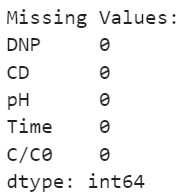 Missing Values:
DNP 0
CD 0
pH 0
Time 0
C/C0 0
dtype: int64